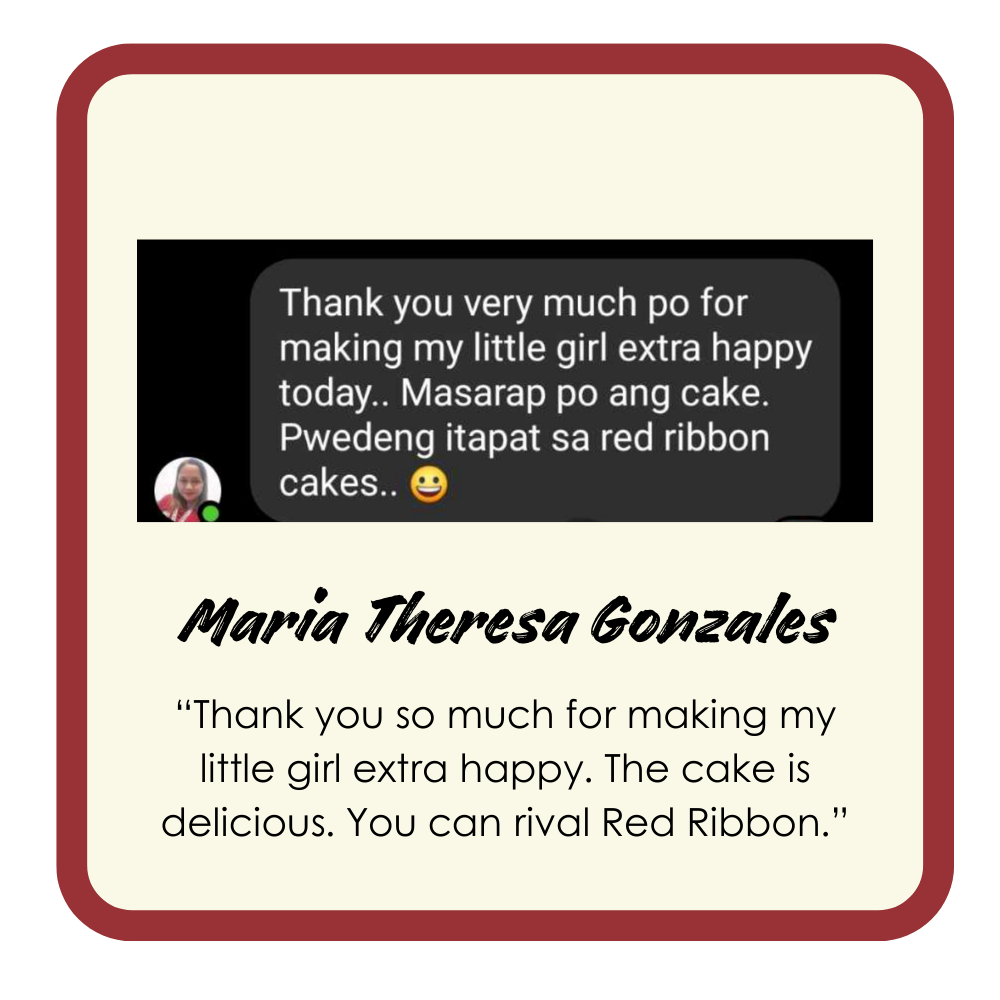 Thank you very much po for
making my little girl extra happy
today.. Masarap po ang cake.
Pwedeng itapat sa red ribbon
cakes.. 😀
Maria Theresa Gonzales
“Thank you so much for making my
little girl extra happy. The cake is
delicious. You can rival Red Ribbon.”